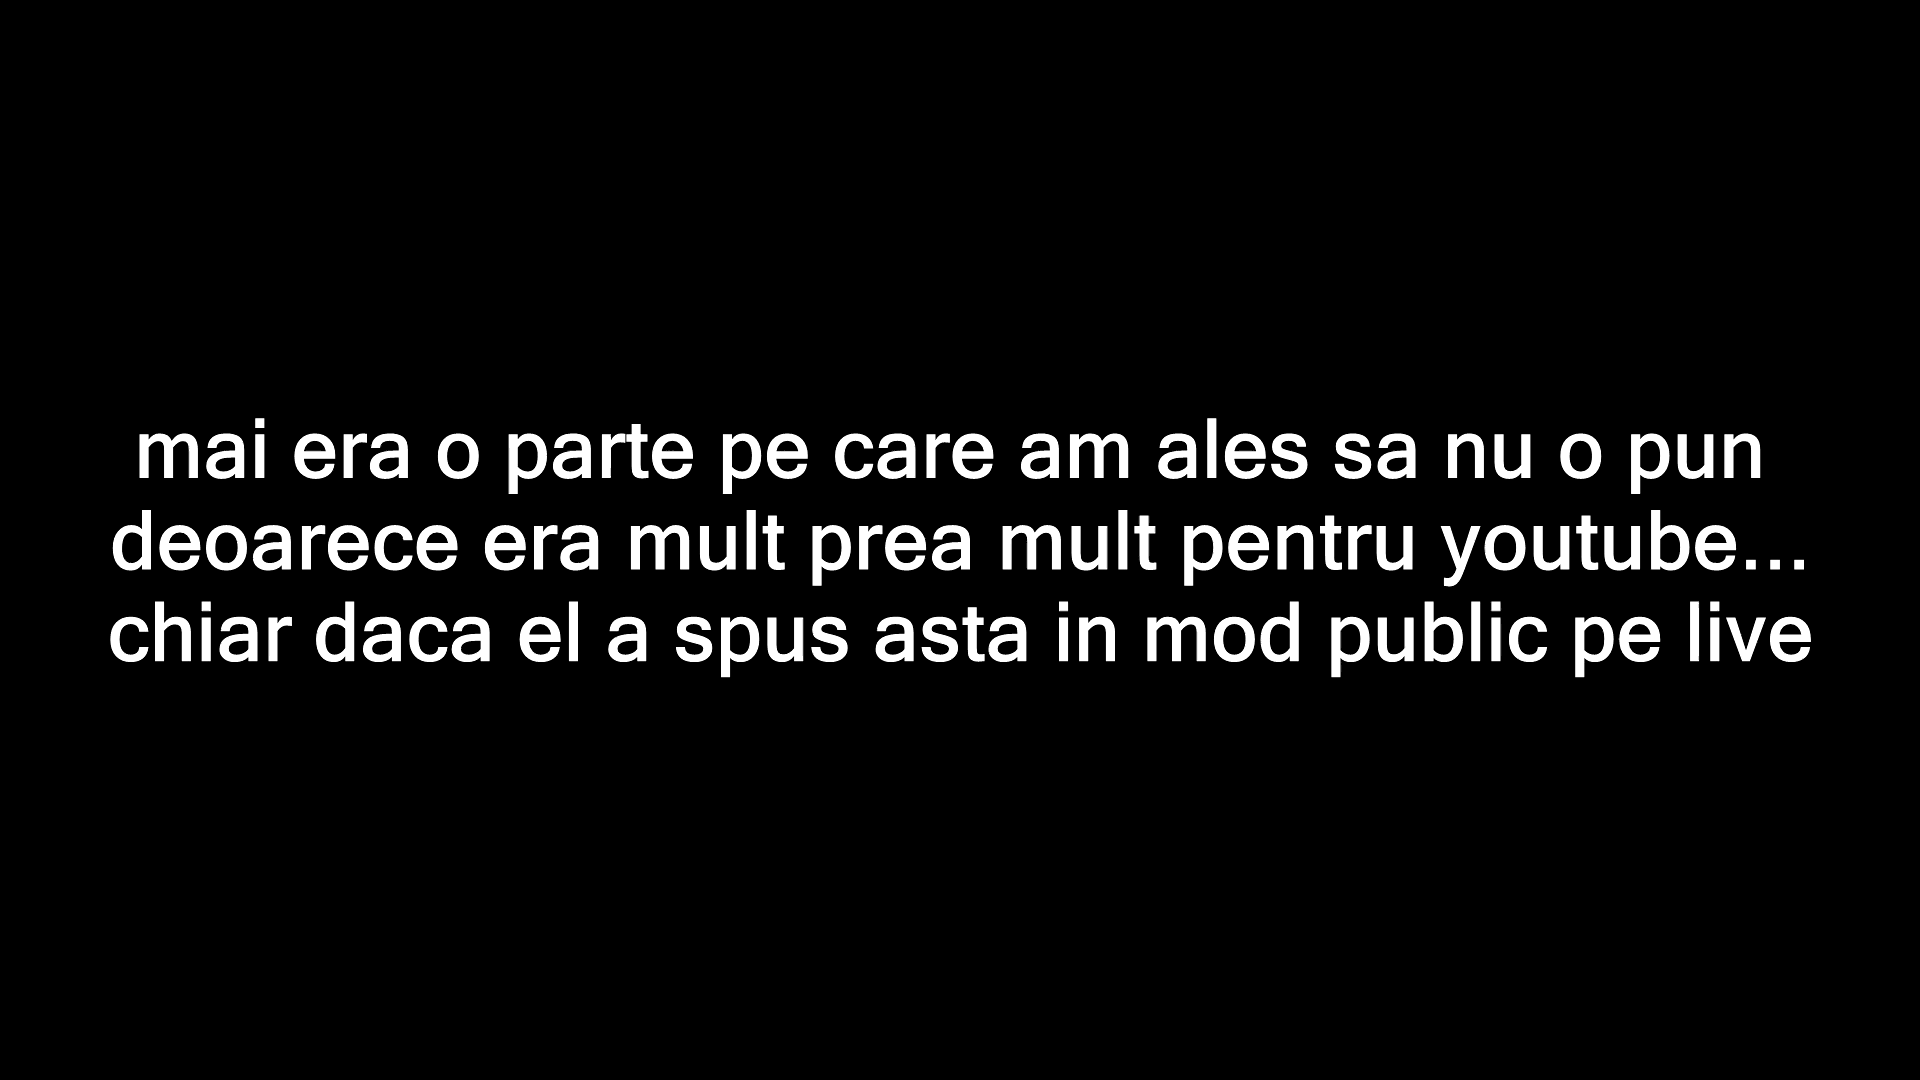 mai era o parte pe care am ales sa nu o pun
deoarece era mult prea mult pentru youtube...
chiar daca el a spus asta in mod public pe live